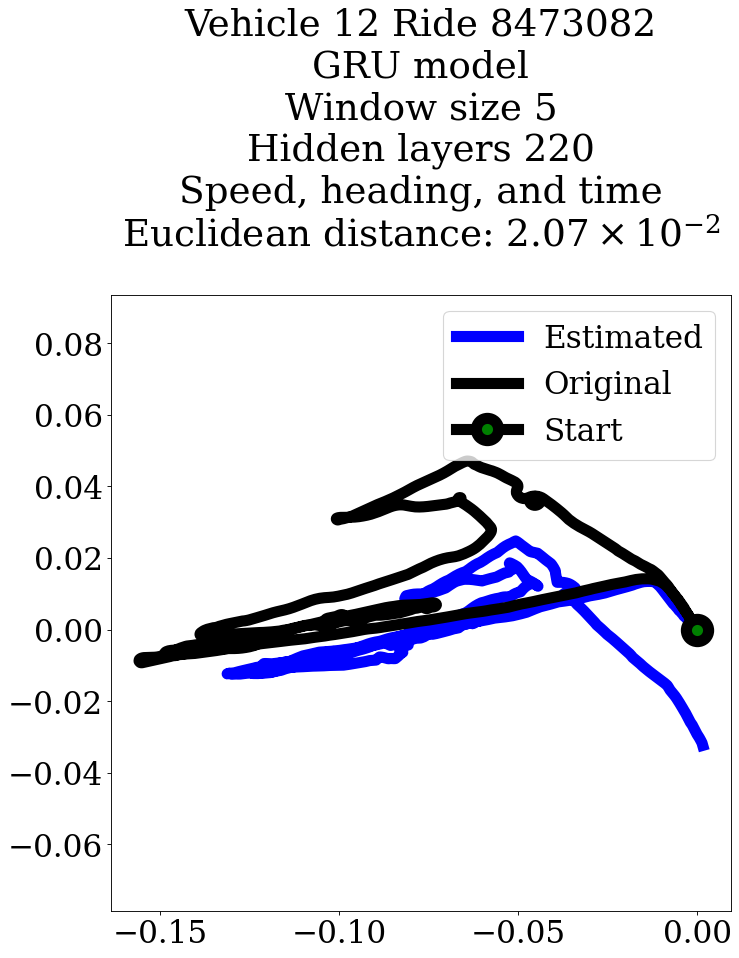 Vehicle 12 Ride 8473082
GRU model
Window size 5
Hidden layers 220
Speed, heading, and time
Euclidean distance: 2.07 × 10⁻²
Estimated
Original
Start
0.08
0.06
0.04
0.02
0.00
−0.02
−0.04
−0.06
−0.15 −0.10 −0.05 0.00